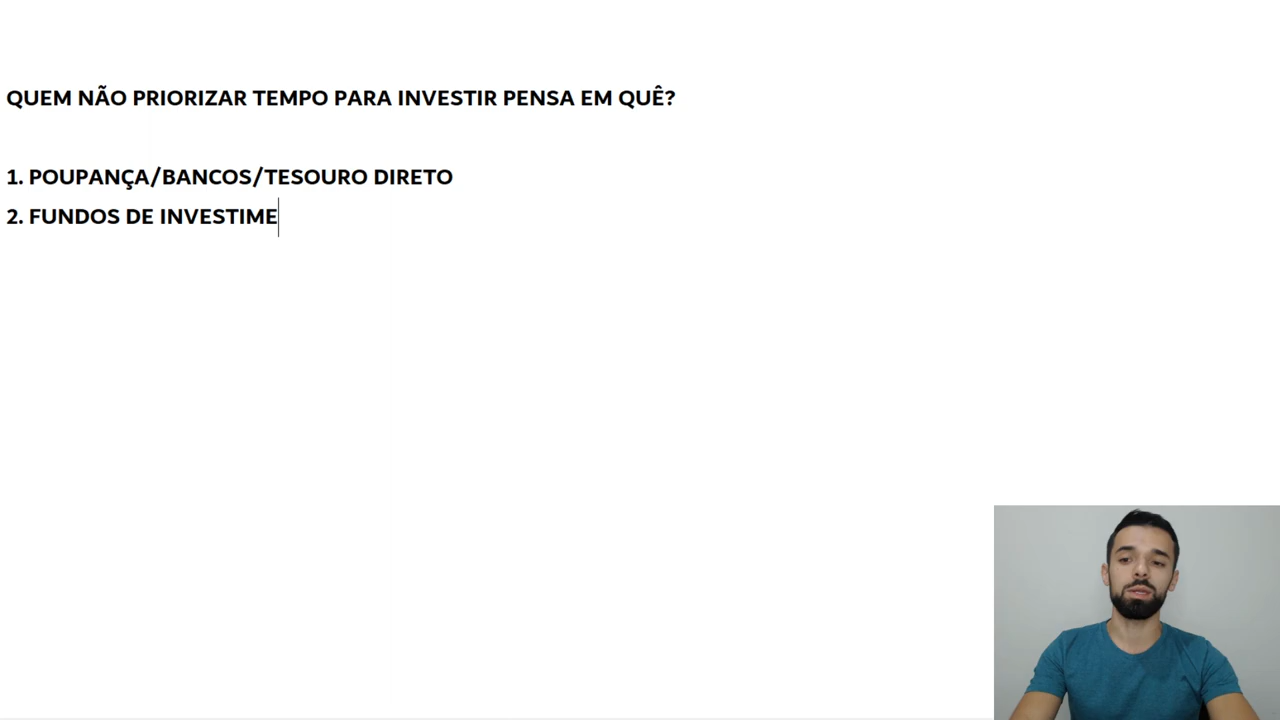 QUEM NÃO PRIORIZAR TEMPO PARA INVESTIR PENSA EM QUÊ?
1. POUPANÇA/BANCOS/TESOURO DIRETO
2. FUNDOS DE INVESTIME